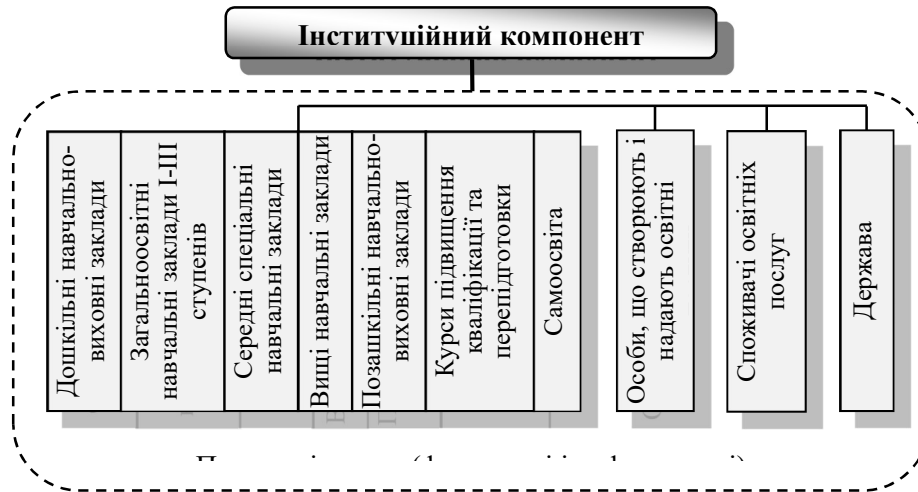 Інституційний компонент
Дошкільні навчально-
виховні заклади
Загальноосвітні
навчальні заклади І-ІІІ
ступенів
Середні спеціальні
навчальні заклади
Вищі навчальні заклади
Позашкільні навчально-
виховні заклади
Курси підвищення
кваліфікації та
перепідготовки
Самоосвіта
Особи, що створюють і
надають освітні
Споживачі освітніх
послуг
Держава